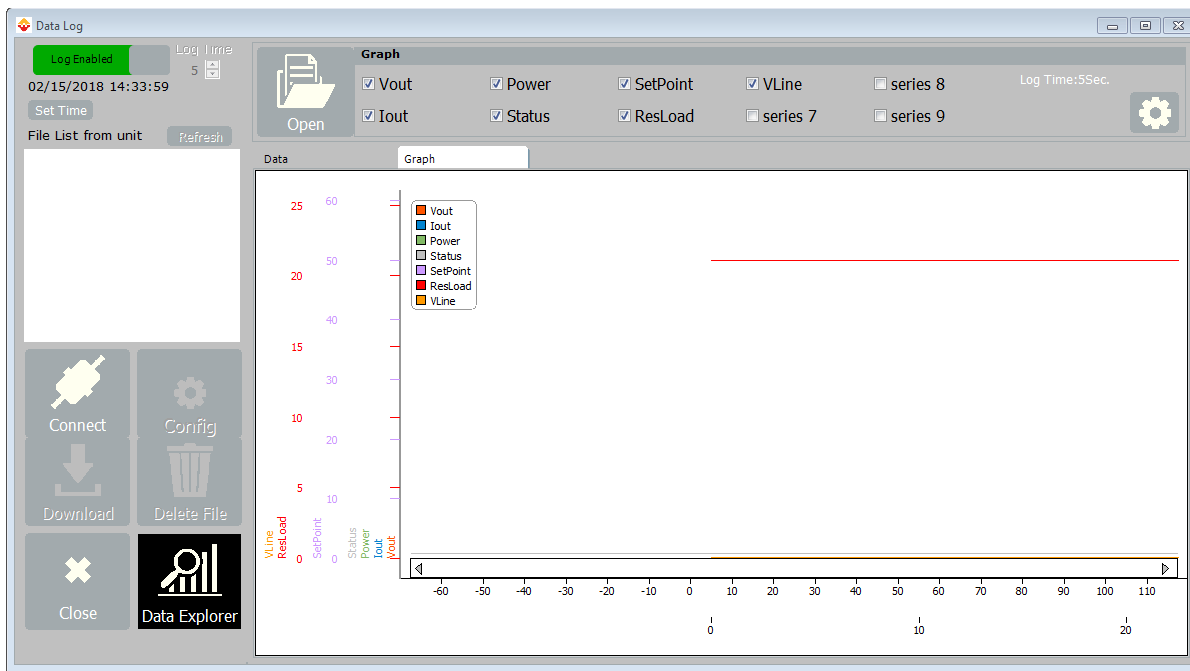 Data Log
Log Enabled
Log Time
5
02/15/2018 14:33:59
Set Time
File List from unit
Refresh
Connect
Config
Download
Delete File
Close
Data Explorer
Open
Graph
Vout
Power
SetPoint
VLine
series 8
Iout
Status
ResLoad
series 7
series 9
Log Time:5Sec.
Data
Graph
25
20
15
10
5
0
60
50
40
30
20
10
0
VLine
ResLoad
SetPoint
Status
Power
Iout
Vout
Vout
Iout
Power
Status
SetPoint
ResLoad
VLine
-60 -50 -40 -30 -20 -10 0 10 20 30 40 50 60 70 80 90 100 110
0 10 20